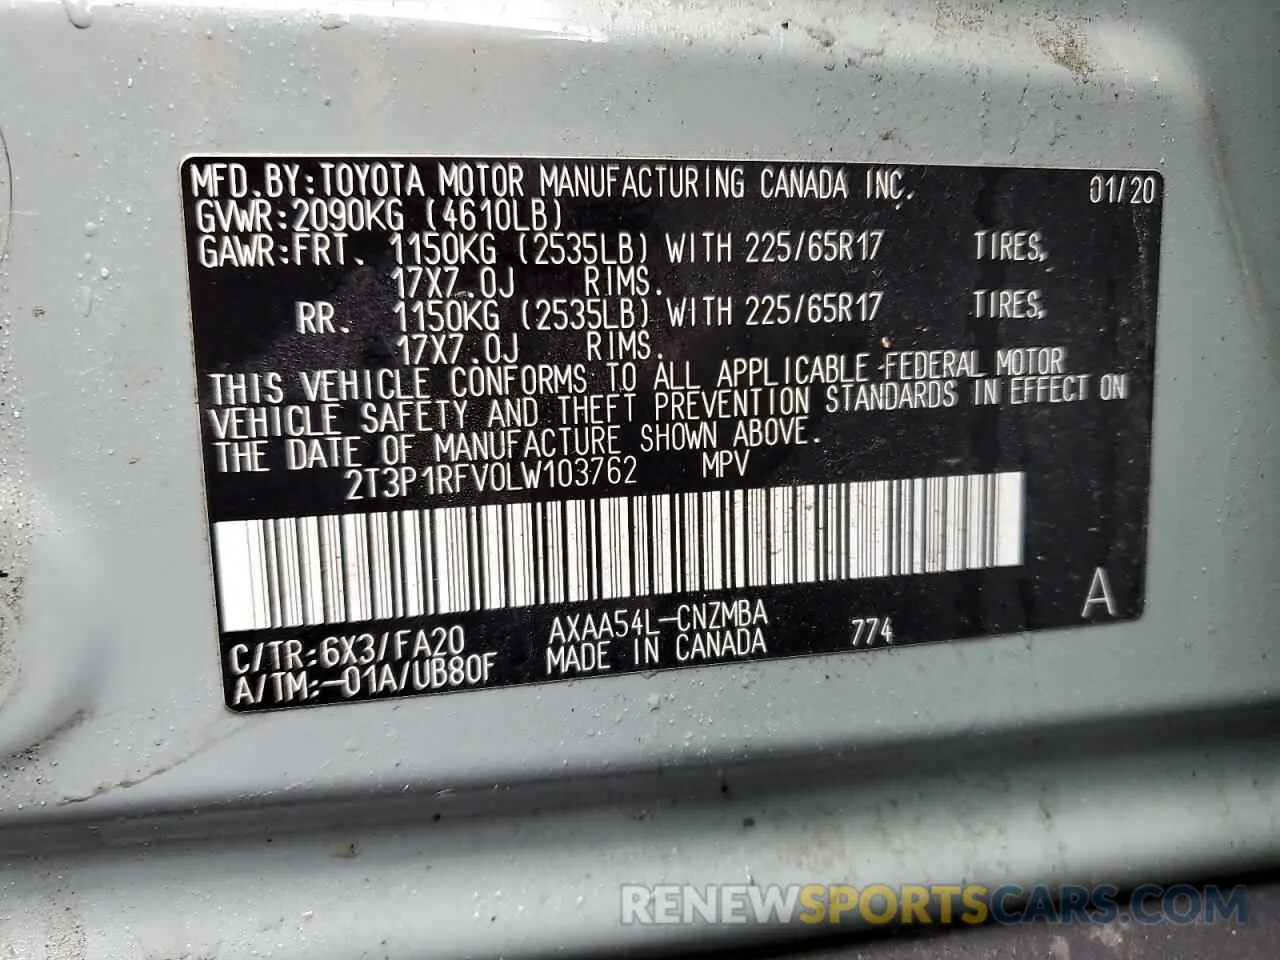 MFD.BY:TOYOTA MOTOR MANUFACTURING CANADA INC. 01/20
GVWR:2090KG (4610LB)
GAWR:FRT. 1150KG (2535LB) WITH 225/65R17 TIRES,
17X7.0J RIMS.
RR. 1150KG (2535LB) WITH 225/65R17 TIRES,
17X7.0J RIMS.
THIS VEHICLE CONFORMS TO ALL APPLICABLE FEDERAL MOTOR
VEHICLE SAFETY AND THEFT PREVENTION STANDARDS IN EFFECT ON
THE DATE OF MANUFACTURE SHOWN ABOVE.
2T3P1RFV0LW103762 MPV
A
C/TR:6X3/FA20 AXAA54L-CNZMBA 774
A/TM:-01A/UB80F MADE IN CANADA
RENEWSPORTSCARS.COM